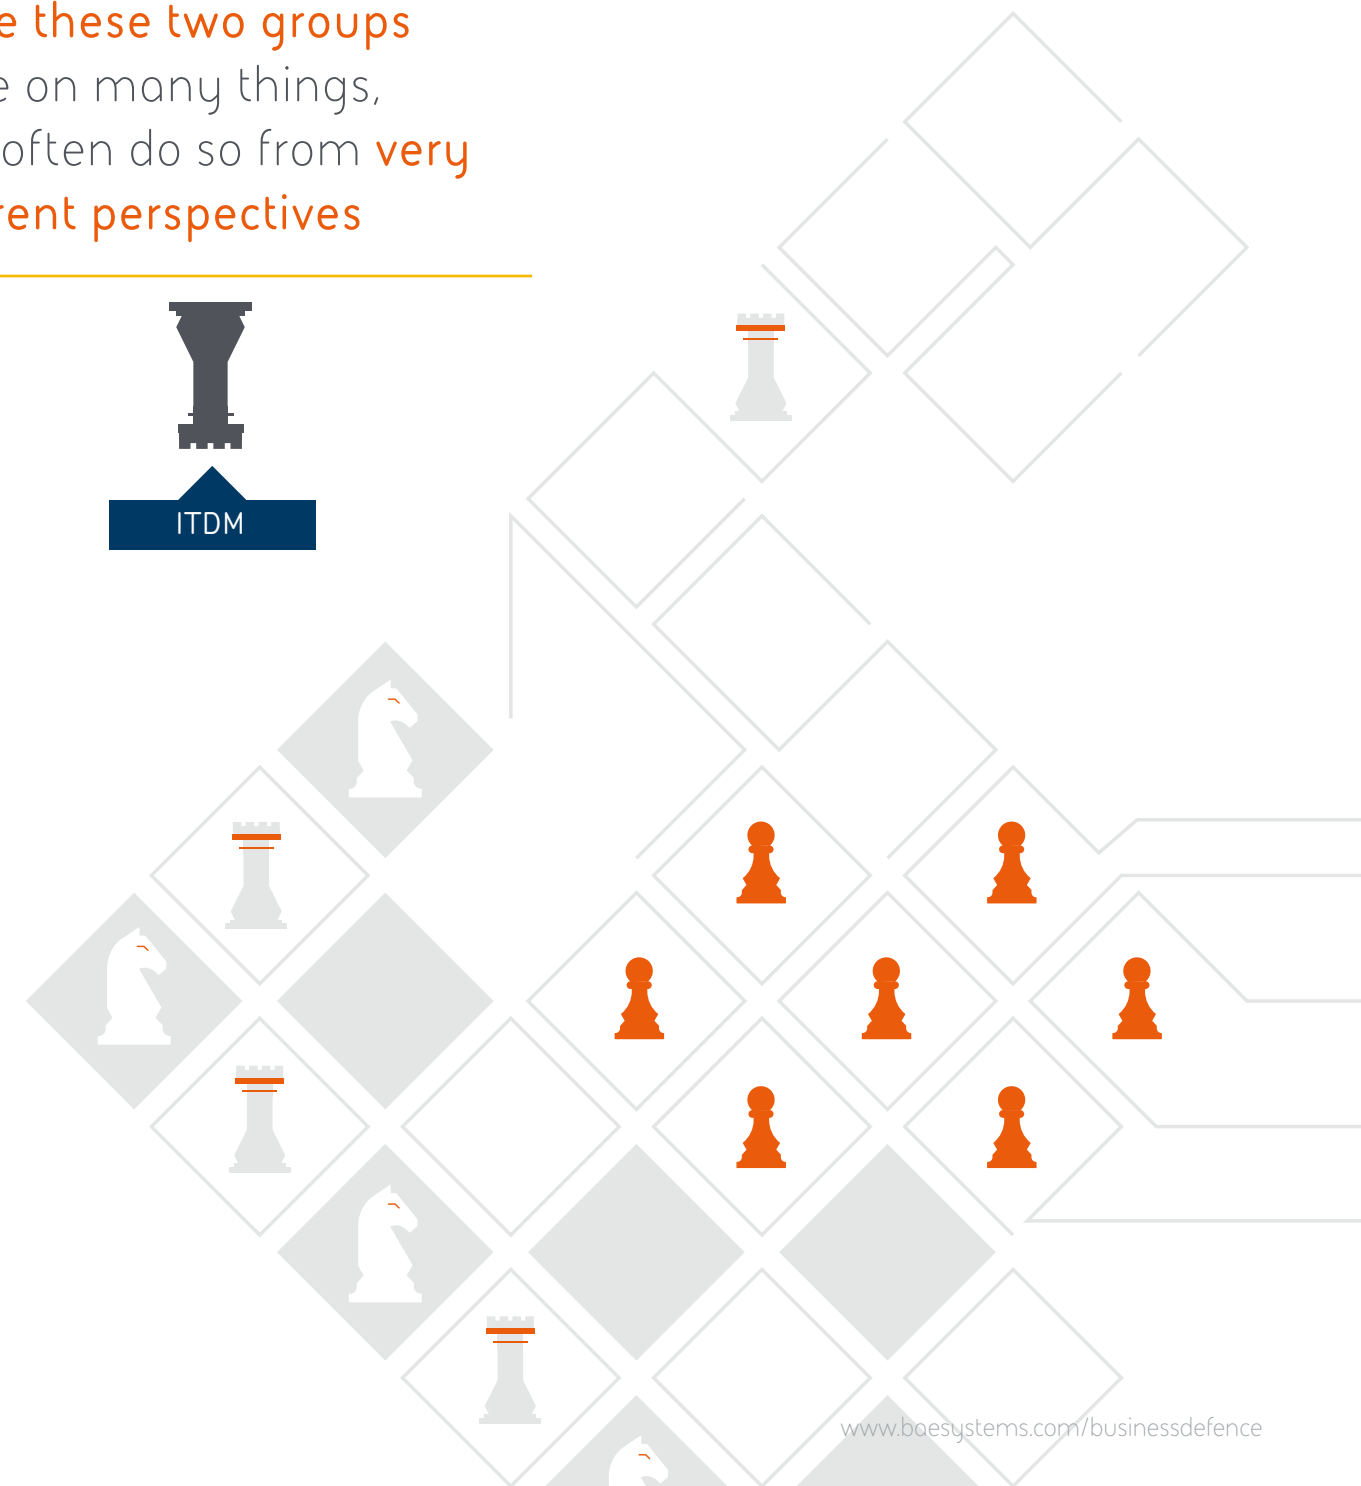 e these two groups
e on many things,
often do so from very
rent perspectives
ITDM
www.baesystems.com/businessdefence